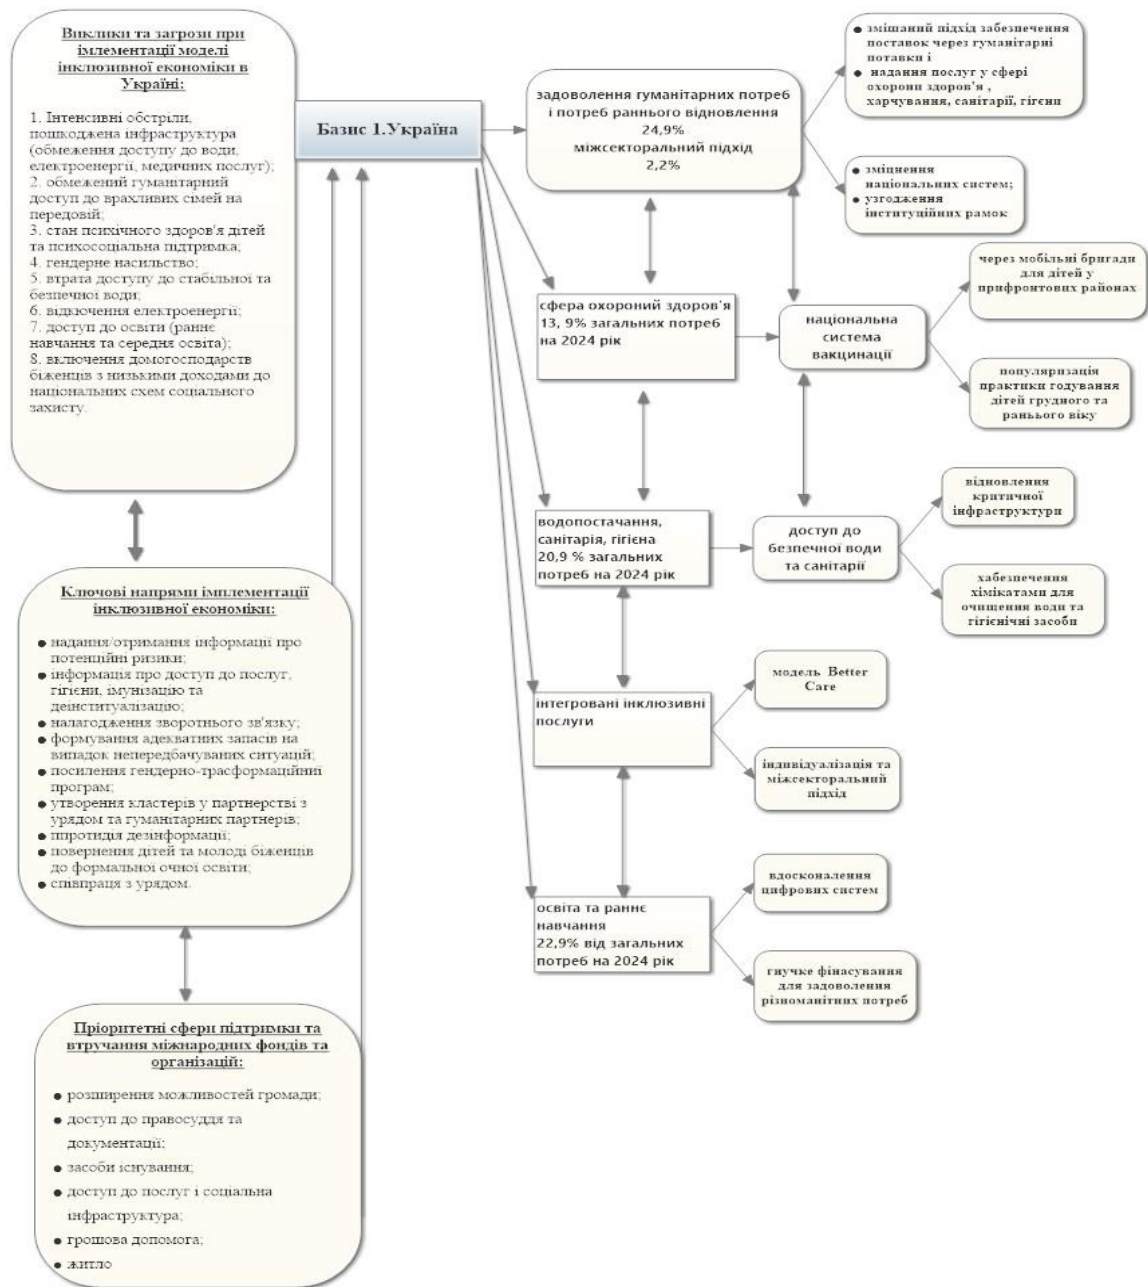 Виклики та загрози при
імлементації моделі
інклюзивної економіки в
Україні:
1. Інтенсивні обстріли,
пошкоджена інфраструктура
(обмеження доступу до води,
електроенергії, медичних послуг);
2. обмежений гуманітарний
доступ до врахливих сімей на
передовій;
3. стан психічного здоров'я дітей
та психосоціальна підтримка;
4. гендерне насильство;
5. втрата доступу до стабільної та
безпечної води;
6. відключення електроенергії;
7. доступ до освіти (раннє
навчання та середня освіта);
8. включення домогосподарств
біженців з низькими доходами до
національних схем соціального
захисту.
Ключові напрями імплементації
інклюзивної економіки:
● надання/отримання інформації про
потенційні ризики;
● інформація про доступ до послуг,
гігієни, імунізацію та
деінституалізацію;
● налагодження зворотнього зв'язку;
● формування адекватних запасів на
випадок непередбачуваних ситуацій;
● посилення гендерно-трасформаційниї
програм;
● утворення кластерів у партнерстві з
урядом та гуманітарних партнерів;
● ппротидія дезінформації;
● повернення дітей та молоді біженців
до формальної очної освіти;
● співпраця з урядом.
Пріоритетні сфери підтримки та
втручання міжнародних фондів та
організацій:
● розширення можливостей громади;
● доступ до правосуддя та
документації;
● засоби існування;
● доступ до послуг і соціальна
інфраструктура;
● грошова допомога;
● житло
Базис 1.Україна
задоволення гуманітарних потреб
і потреб раннього відновлення
24,9%
міжсекторальний підхід
2,2%
● змішаний підхід забезпечення
поставок через гуманітарні
потавки і
● надання послуг у сфері
охорони здоров'я ,
харчування, санітарії, гігєни
● зміцнення
національних систем;
● узгодження
інституційних рамок
сфера охороний здоров'я
13, 9% загальних потреб
на 2024 рік
національна
система
вакцинації
через мобільні бригади
для дітей у
прифронтових районах
популяризація
практики годування
дітей грудного та
раньього віку
водопостачання,
санітарія, гігієна
20,9 % загальних
потреб на 2024 рік
доступ до
безпечної води
та санітарії
відновлення
критичної
інфраструктури
хабезпечення
хімікатами для
очищення води та
гігієнічні засоби
інтегровані інклюзивні
послуги
модель Better
Care
індивідуалізація та
міжсекторальний
підхід
освіта та раннє
навчання
22,9% від загальних
потреб на 2024 рік
вдосконалення
цифрових систем
гнучке фінасування
для задоволення
різноманітних потреб